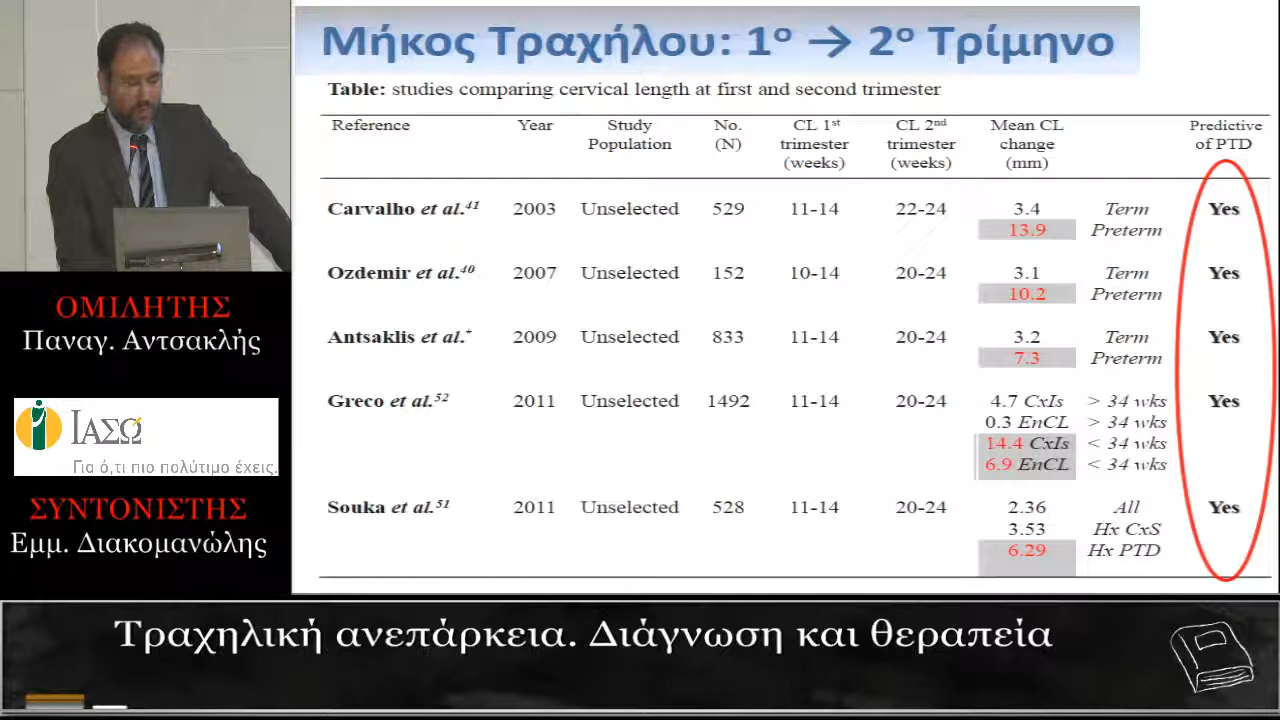 Μήκος Τραχήλου: 1º → 2º Τρίμηνο
Table: studies comparing cervical length at first and second trimester
Reference Year Study Population No. (N) CL 1st trimester (weeks) CL 2nd trimester (weeks) Mean CL change (mm) Predictive of PTD
Carvalho et al.41 2003 Unselected 529 11-14 22-24 3.4 Term Yes
13.9 Preterm
Ozdemir et al.40 2007 Unselected 152 10-14 20-24 3.1 Term Yes
10.2 Preterm
Antsaklis et al.+ 2009 Unselected 833 11-14 20-24 3.2 Term Yes
7.3 Preterm
Greco et al.52 2011 Unselected 1492 11-14 20-24 4.7 CxIs > 34 wks Yes
0.3 EnCL > 34 wks
14.4 CxIs < 34 wks
6.9 EnCL < 34 wks
Souka et al.51 2011 Unselected 528 11-14 20-24 2.36 All Yes
3.53 Hx CxS
6.29 Hx PTD
ΟΜΙΛΗΤΗΣ
Παναγ. Αντσακλής
ΙΑΣΩ
Για ό,τι πιο πολύτιμο έχεις.
ΣΥΝΤΟΝΙΣΤΗΣ
Εμμ. Διακομανώλης
Τραχηλική ανεπάρκεια. Διάγνωση και θεραπεία